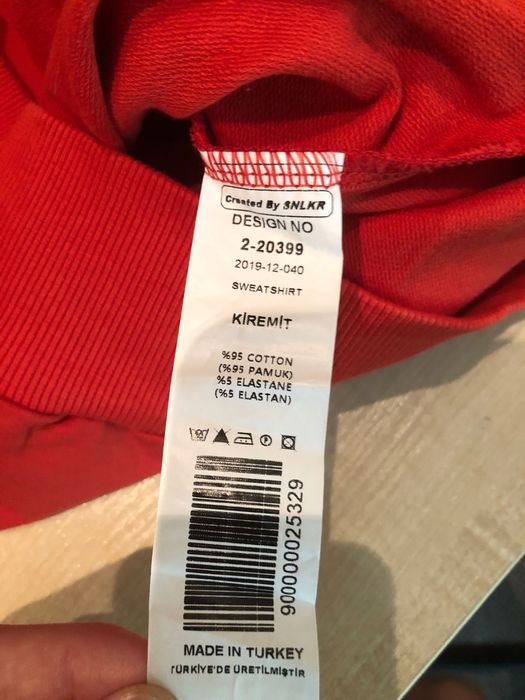 Created By SNLKR
DESIGN NO
2-20399
2019-12-040
SWEATSHIRT
KİREMİT
%95 COTTON
(%95 PAMUK)
%5 ELASTANE
(%5 ELASTAN)
9000000025329
MADE IN TURKEY
TÜRKİYE'DE ÜRETİLMİŞTİR